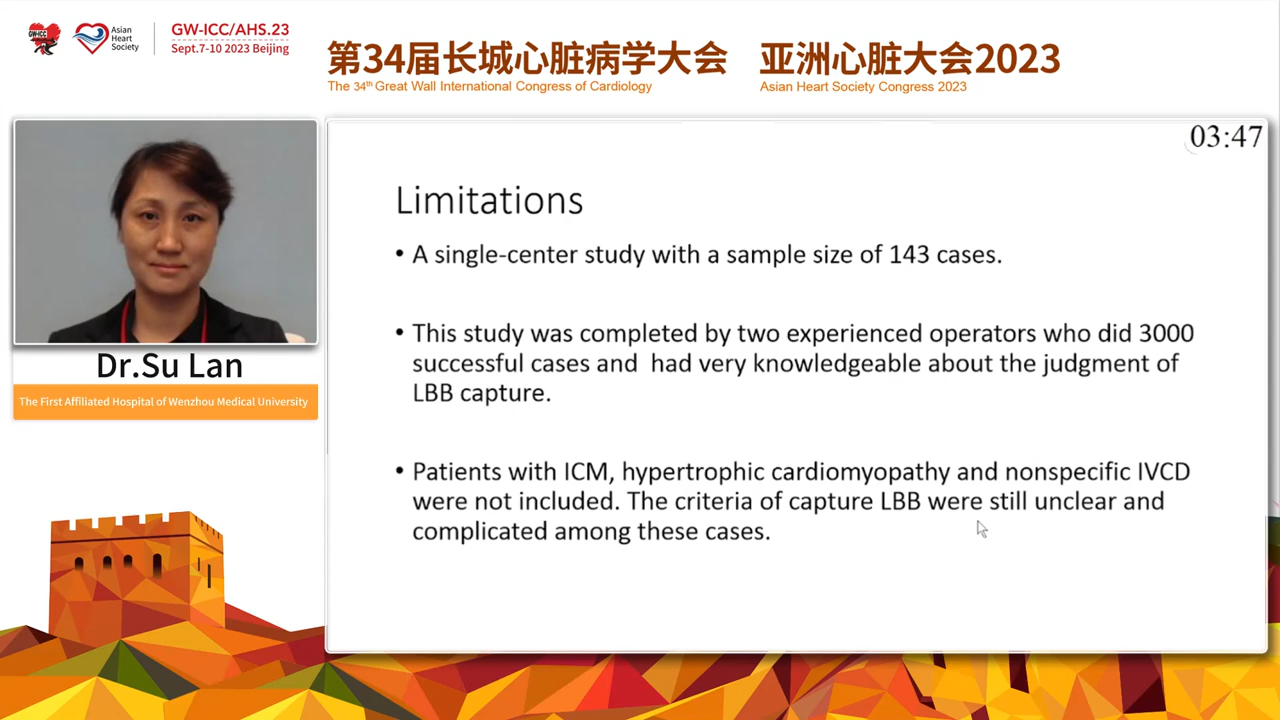 GW-ICC
Asian
Heart
Society
GW-ICC/AHS.23
Sept.7-10 2023 Beijing
第34届长城心脏病学大会
The 34th Great Wall International Congress of Cardiology
亚洲心脏大会2023
Asian Heart Society Congress 2023
Dr.Su Lan
The First Affiliated Hospital of Wenzhou Medical University
03:47
Limitations
• A single-center study with a sample size of 143 cases.
• This study was completed by two experienced operators who did 3000
successful cases and had very knowledgeable about the judgment of
LBB capture.
• Patients with ICM, hypertrophic cardiomyopathy and nonspecific IVCD
were not included. The criteria of capture LBB were still unclear and
complicated among these cases.